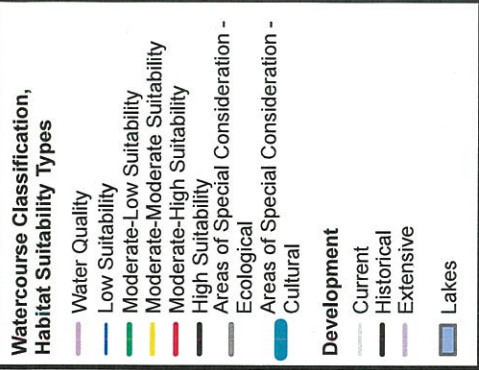 Watercourse Classification,
Habitat Suitability Types
Water Quality
Low Suitability
Moderate-Low Suitability
Moderate-Moderate Suitability
Moderate-High Suitability
High Suitability
Areas of Special Consideration -
Ecological
Areas of Special Consideration -
Cultural
Development
Current
Historical
Extensive
Lakes